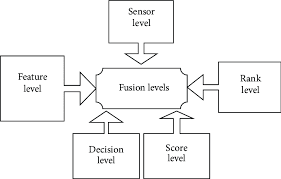 Sensor
level
Feature
level
Fusion levels
Rank
level
Decision
level
Score
level